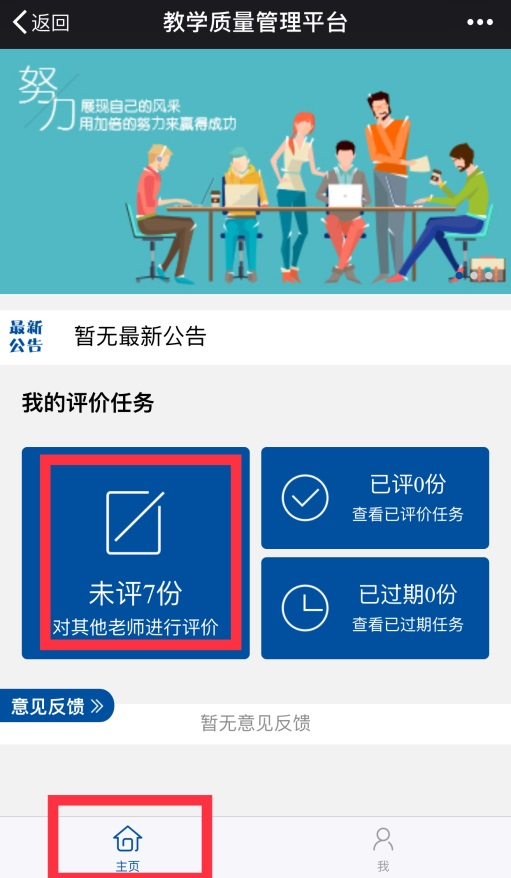 返回
教学质量管理平台
努力
展现自己的风采
用加倍的努力来赢得成功
最新
公告
暂无最新公告
我的评价任务
未评7份
对其他老师进行评价
已评0份
查看已评价任务
已过期0份
查看已过期任务
意见反馈
暂无意见反馈
主页
我